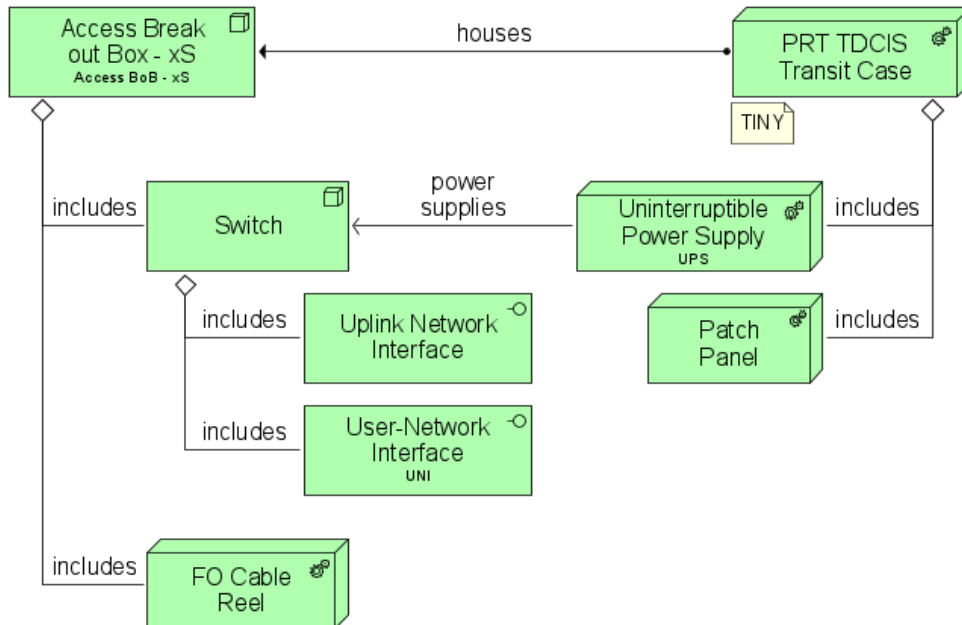 Access Break
out Box - xS
Access BoB - xS
houses
PRT TDCIS
Transit Case
TINY
includes
Switch
power
supplies
Uninterruptible
Power Supply
UPS
includes
includes
Uplink Network
Interface
Patch
Panel
includes
includes
User-Network
Interface
UNI
includes
FO Cable
Reel